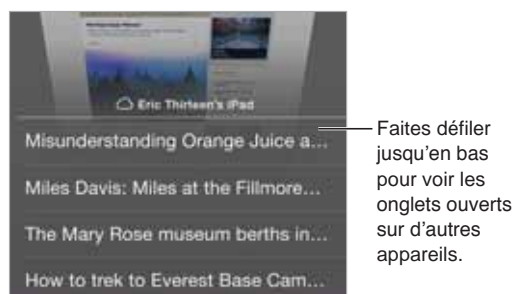 Eric Thirteen's iPad
Misunderstanding Orange Juice a...
Miles Davis: Miles at the Fillmore...
The Mary Rose museum berths in...
How to trek to Everest Base Cam...
Faites défiler
jusqu'en bas
pour voir les
onglets ouverts
sur d'autres
appareils.